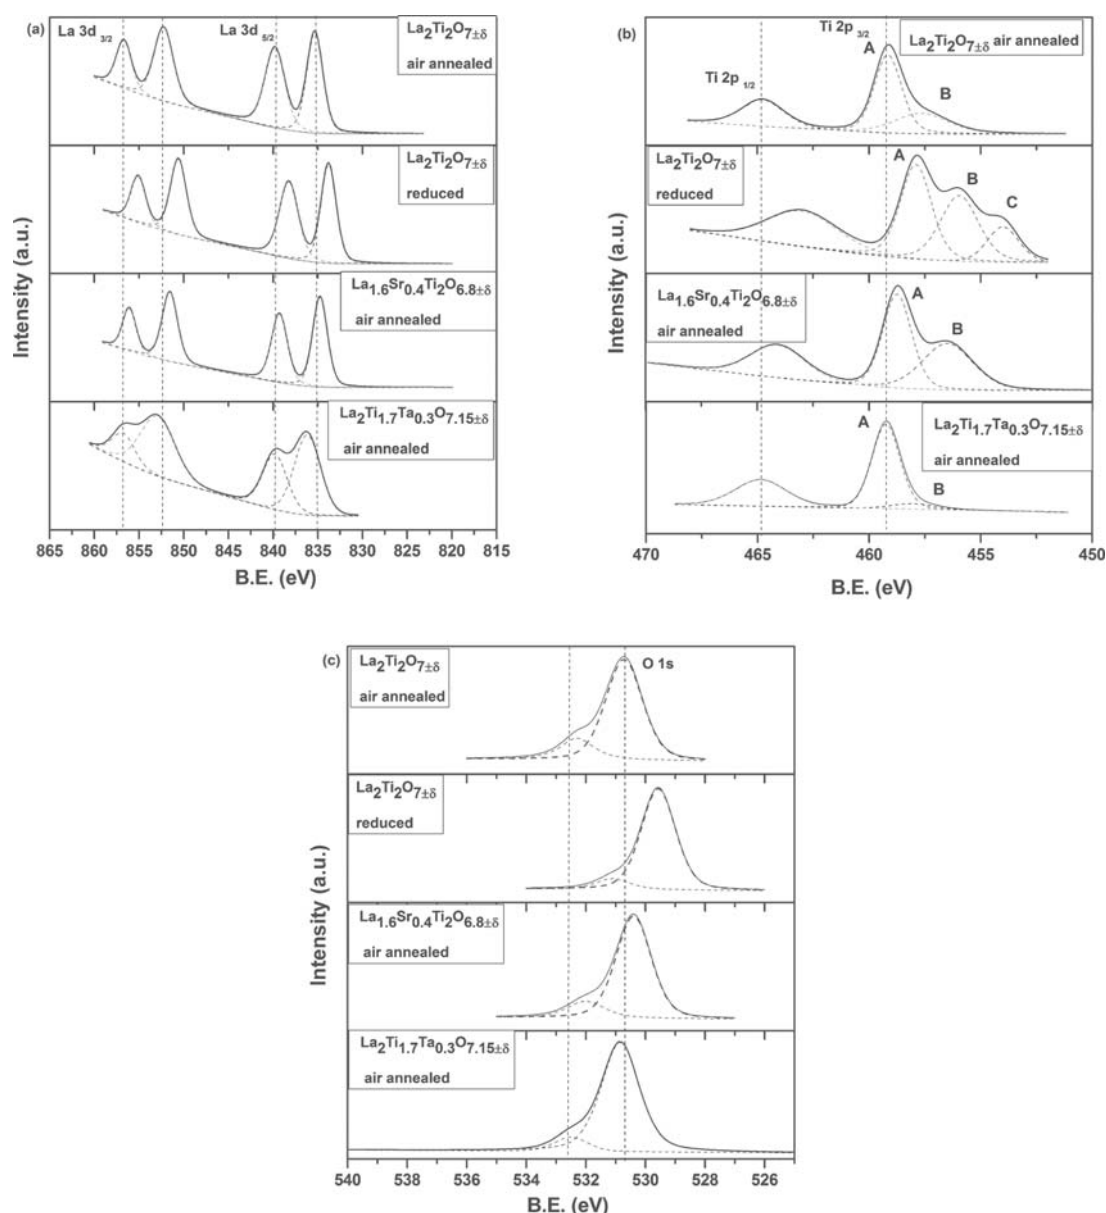 (a)
La 3d 3/2
La 3d 5/2
La2Ti2O7±δ
air annealed
La2Ti2O7±δ
reduced
La1.6Sr0.4Ti2O6.8±δ
air annealed
La2Ti1.7Ta0.3O7.15±δ
air annealed
Intensity (a.u.)
865 860 855 850 845 840 835 830 825 820 815
B.E. (eV)
(b)
Ti 2p 3/2
Ti 2p 1/2
A
B
La2Ti2O7±δ air annealed
La2Ti2O7±δ
reduced
A
B
C
La1.6Sr0.4Ti2O6.8±δ
air annealed
A
B
A
B
La2Ti1.7Ta0.3O7.15±δ
air annealed
Intensity (a.u.)
470 465 460 455 450
B.E. (eV)
(c)
La2Ti2O7±δ
air annealed
O 1s
La2Ti2O7±δ
reduced
La1.6Sr0.4Ti2O6.8±δ
air annealed
La2Ti1.7Ta0.3O7.15±δ
air annealed
Intensity (a.u.)
540 538 536 534 532 530 528 526
B.E. (eV)